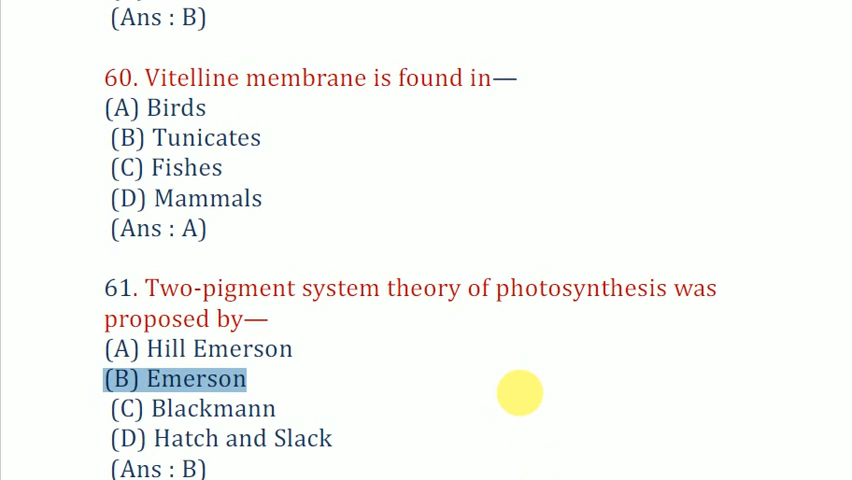 (Ans : B)
60. Vitelline membrane is found in—
(A) Birds
(B) Tunicates
(C) Fishes
(D) Mammals
(Ans : A)
61. Two-pigment system theory of photosynthesis was
proposed by—
(A) Hill Emerson
(B) Emerson
(C) Blackmann
(D) Hatch and Slack
(Ans : B)